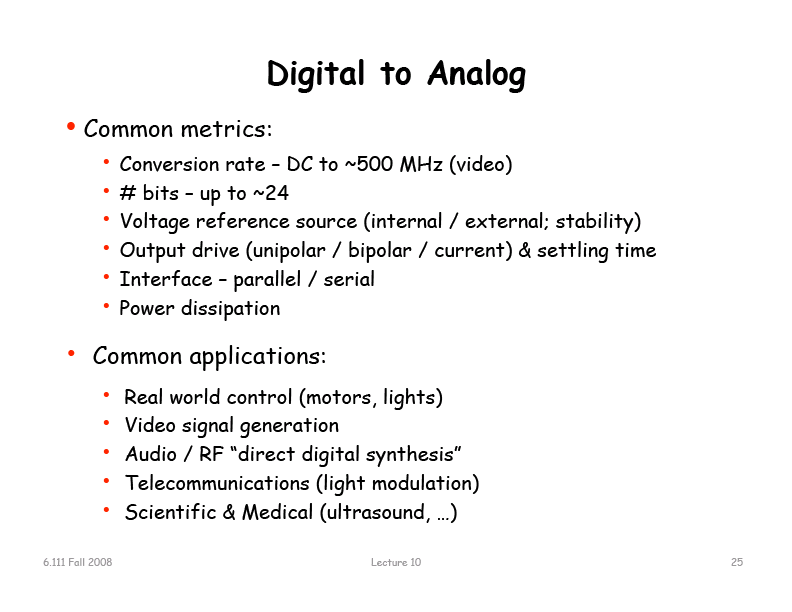 Digital to Analog
• Common metrics:
• Conversion rate – DC to ~500 MHz (video)
• # bits – up to ~24
• Voltage reference source (internal / external; stability)
• Output drive (unipolar / bipolar / current) & settling time
• Interface – parallel / serial
• Power dissipation
• Common applications:
• Real world control (motors, lights)
• Video signal generation
• Audio / RF “direct digital synthesis”
• Telecommunications (light modulation)
• Scientific & Medical (ultrasound, …)
6.111 Fall 2008
Lecture 10
25